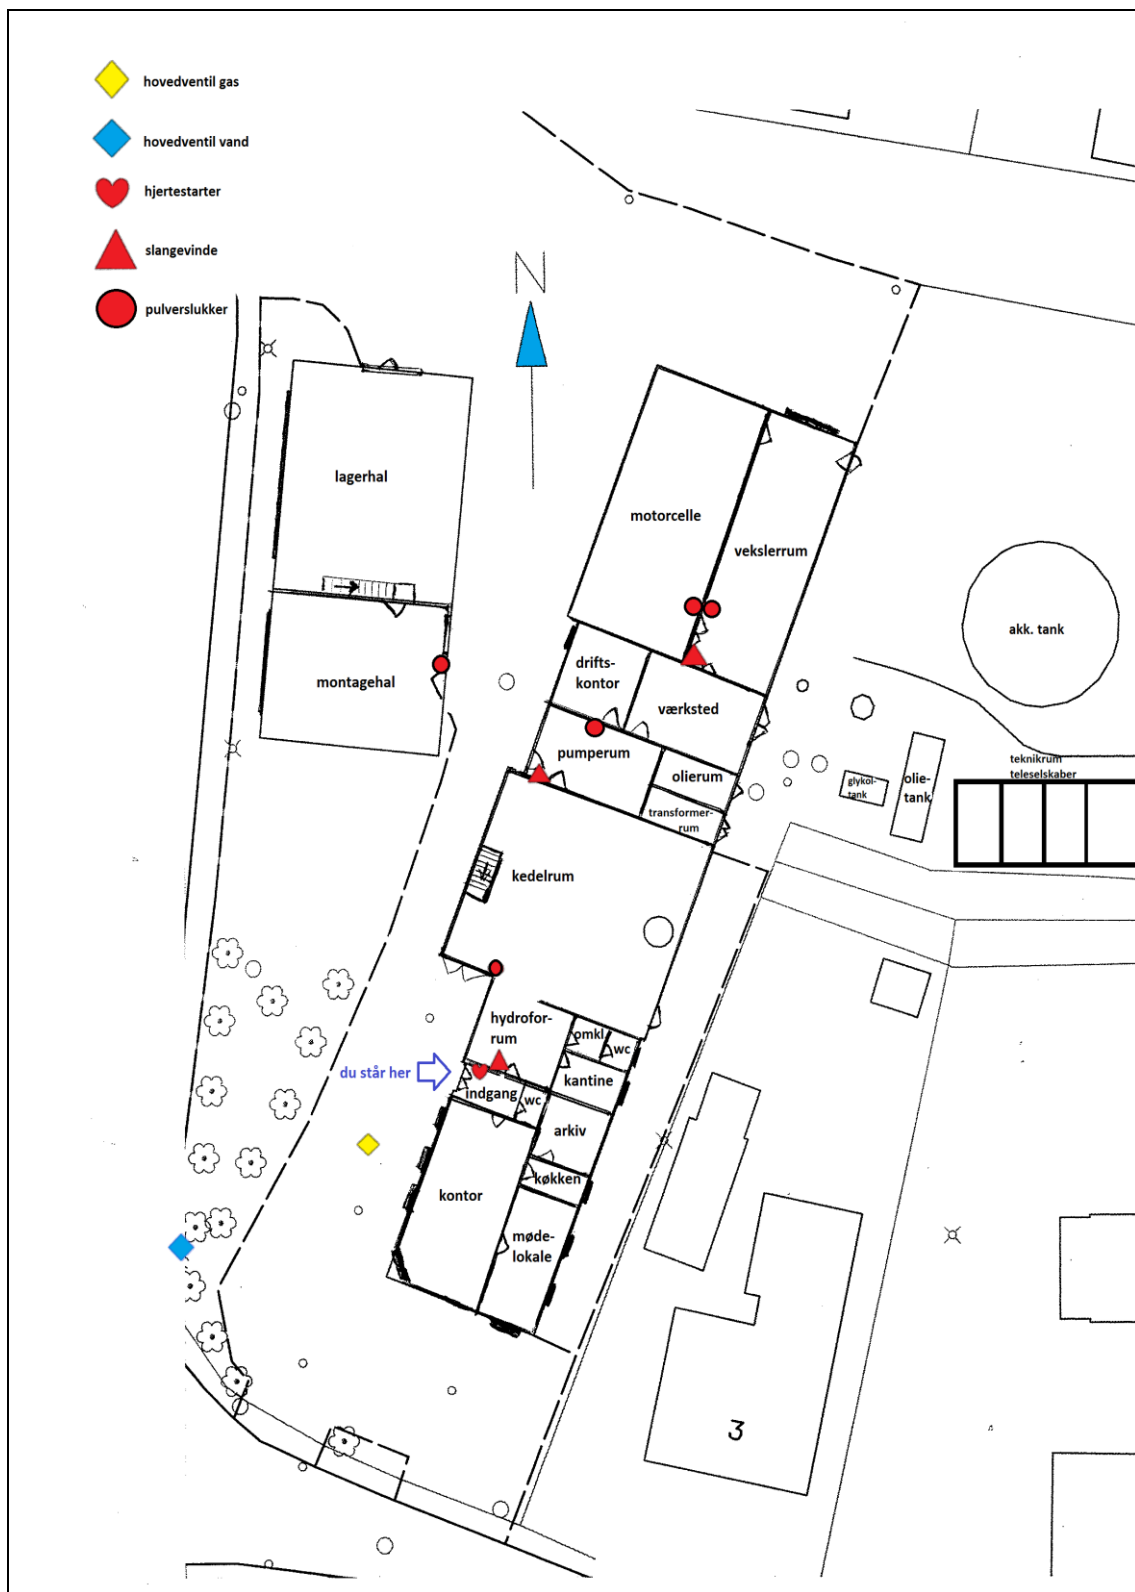 hovedventil gas
hovedventil vand
hjertestarter
slangevinde
pulverslukker
N
lagerhal
motorcelle
vekslerrum
akk. tank
montagehal
drifts-
kontor
værksted
pumperum
olierum
transformer-
rum
glykol-
tank
olie-
tank
teknikrum
teleselskaber
kedelrum
hydrofor-
rum
omkl
wc
kantine
du står her
indgang
wc
arkiv
køkken
kontor
møde-
lokale
3